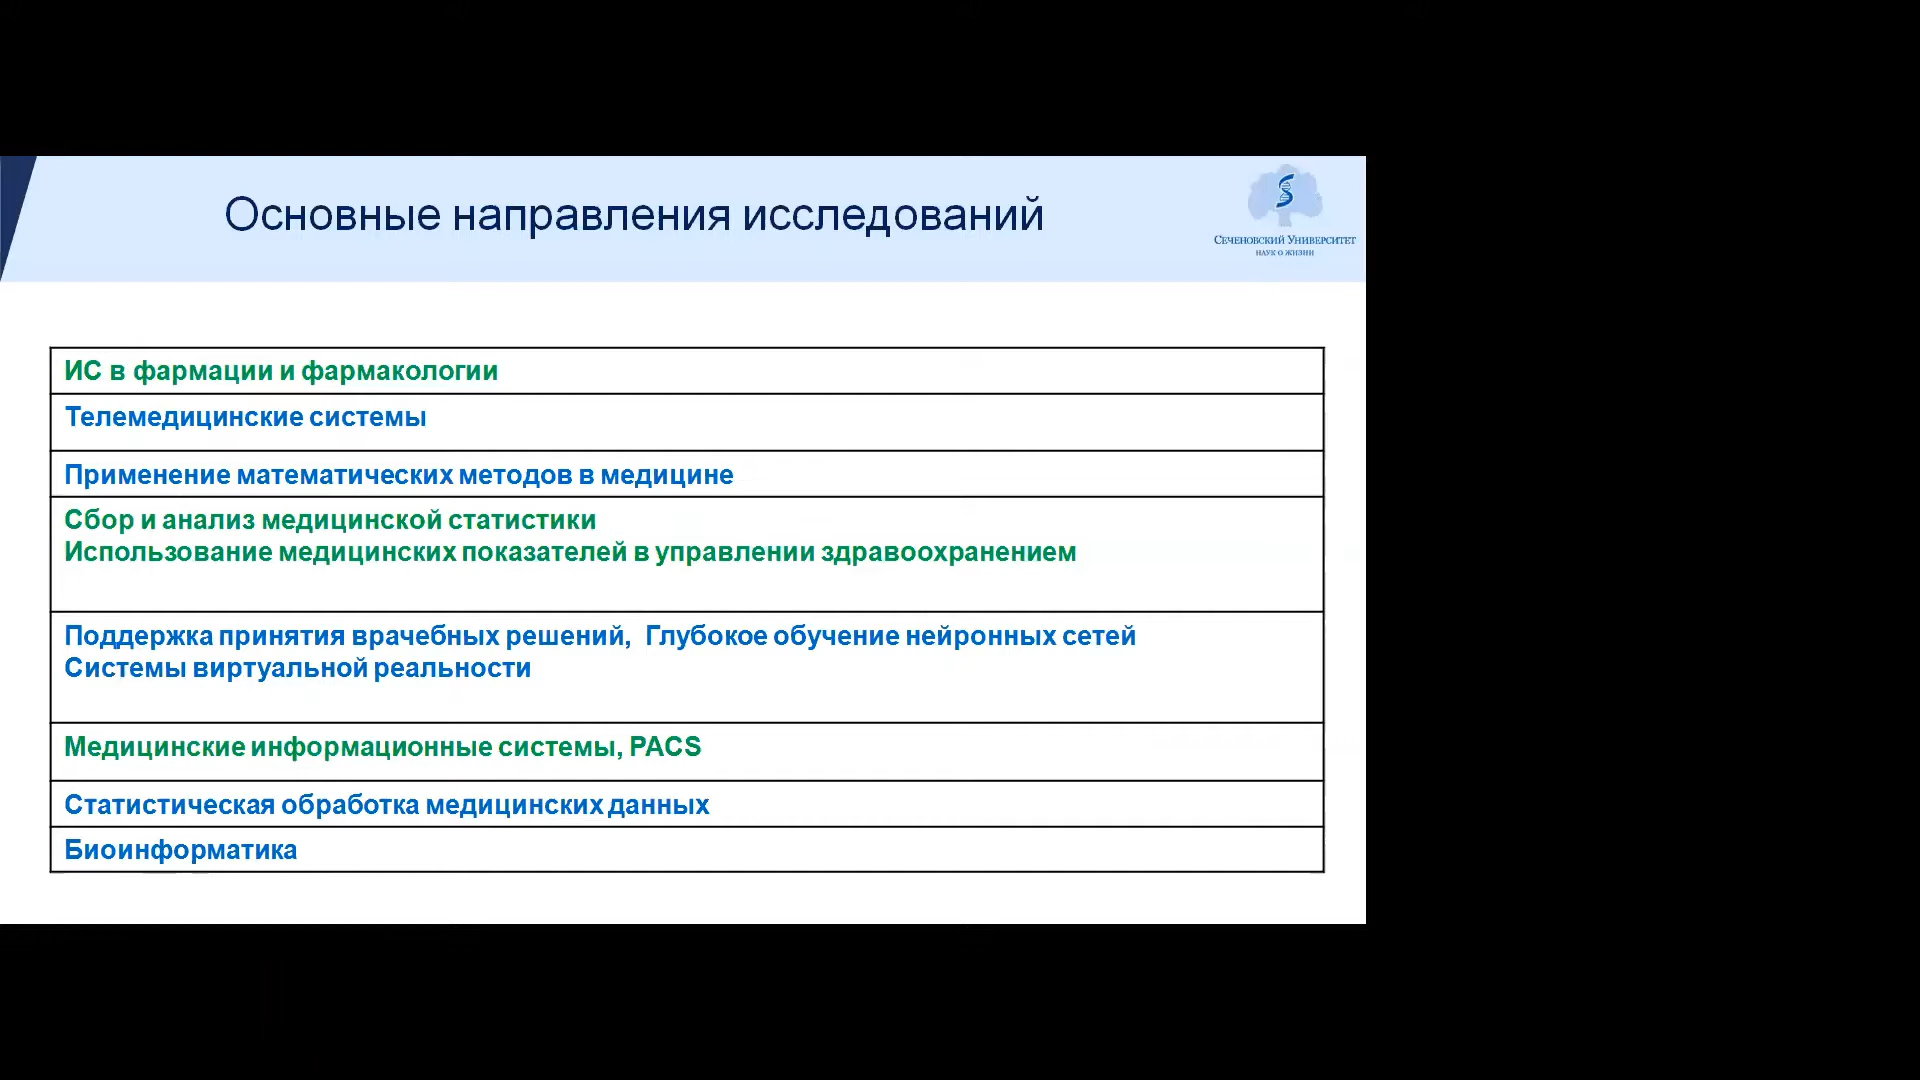 Основные направления исследований
Сеченовский Университет
наук о жизни
ИС в фармации и фармакологии
Телемедицинские системы
Применение математических методов в медицине
Сбор и анализ медицинской статистики
Использование медицинских показателей в управлении здравоохранением
Поддержка принятия врачебных решений, Глубокое обучение нейронных сетей
Системы виртуальной реальности
Медицинские информационные системы, PACS
Статистическая обработка медицинских данных
Биоинформатика